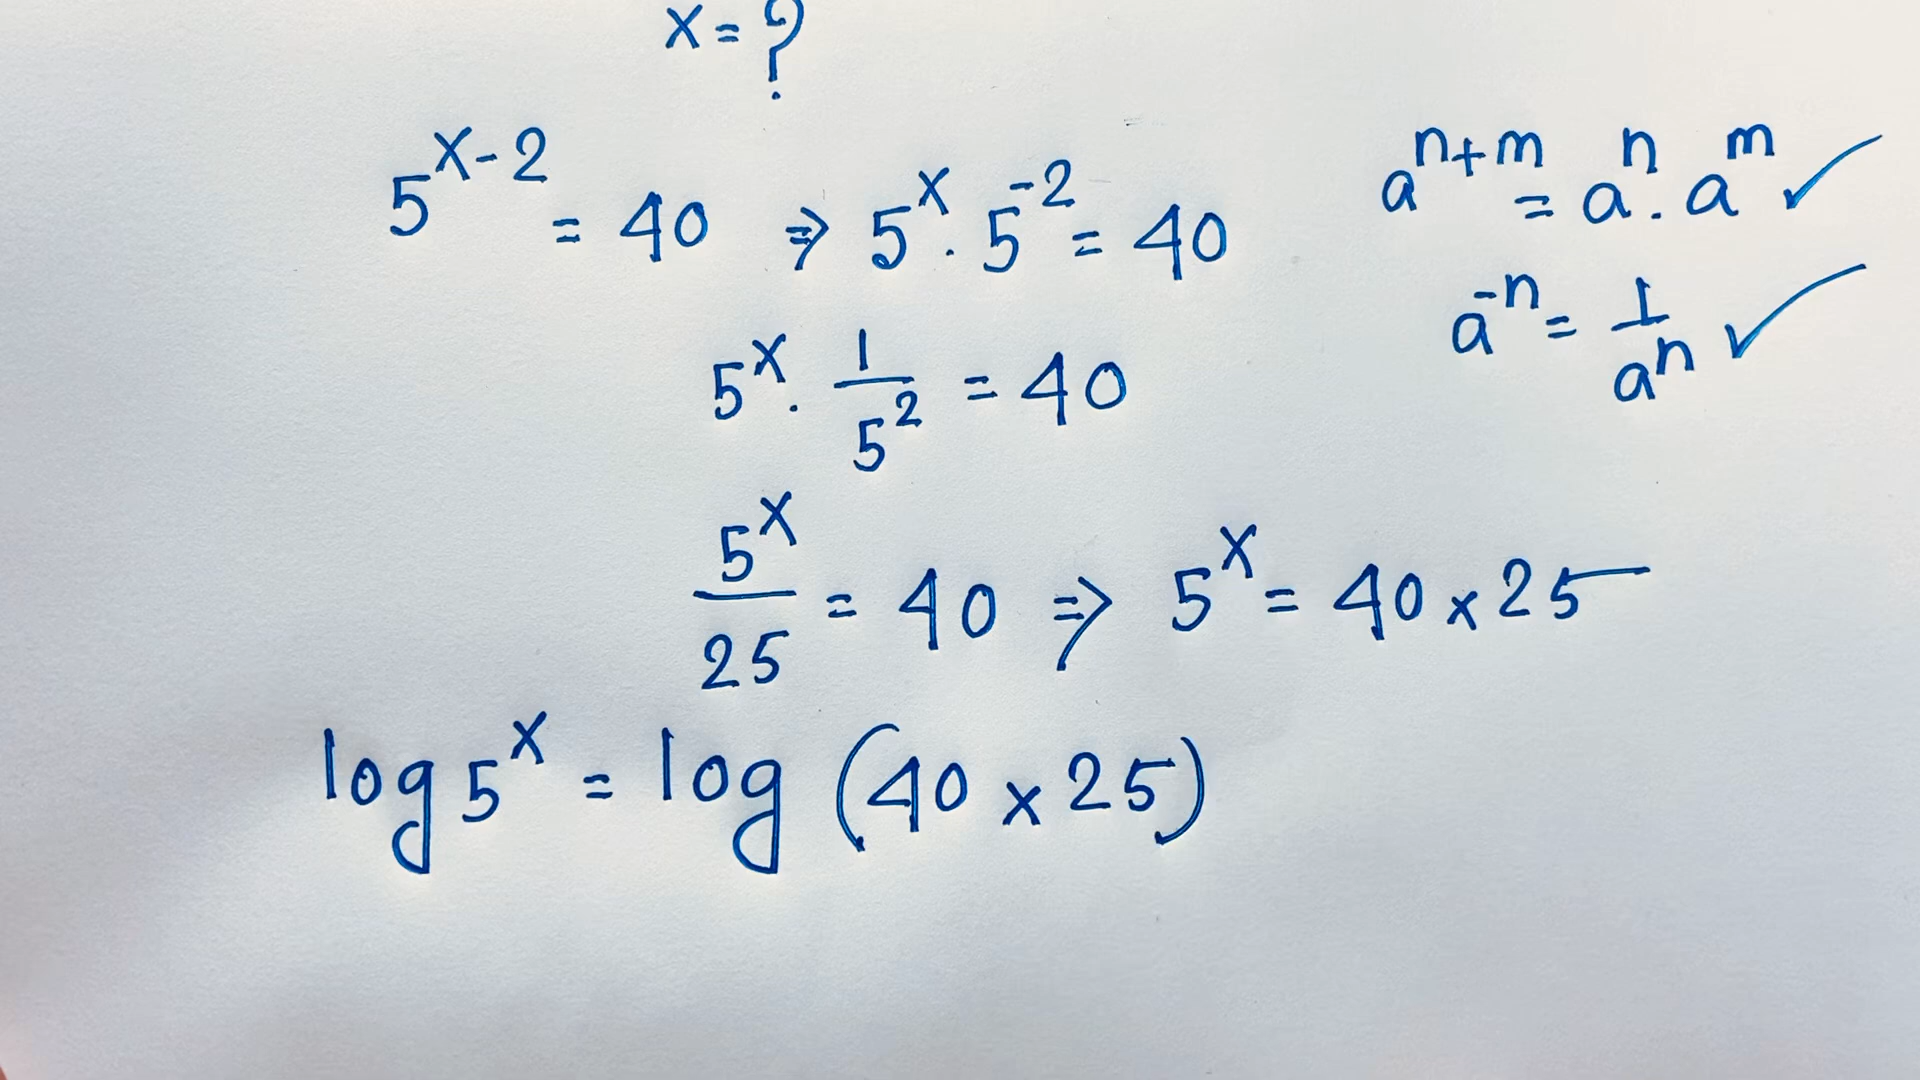 x = ?
5^(x-2) = 40 ⇒ 5^x . 5^-2 = 40
a^(n+m) = a^n . a^m ✓
a^-n = 1/a^n ✓
5^x . 1/5^2 = 40
5^x/25 = 40 ⇒ 5^x = 40 x 25
log 5^x = log (40 x 25)